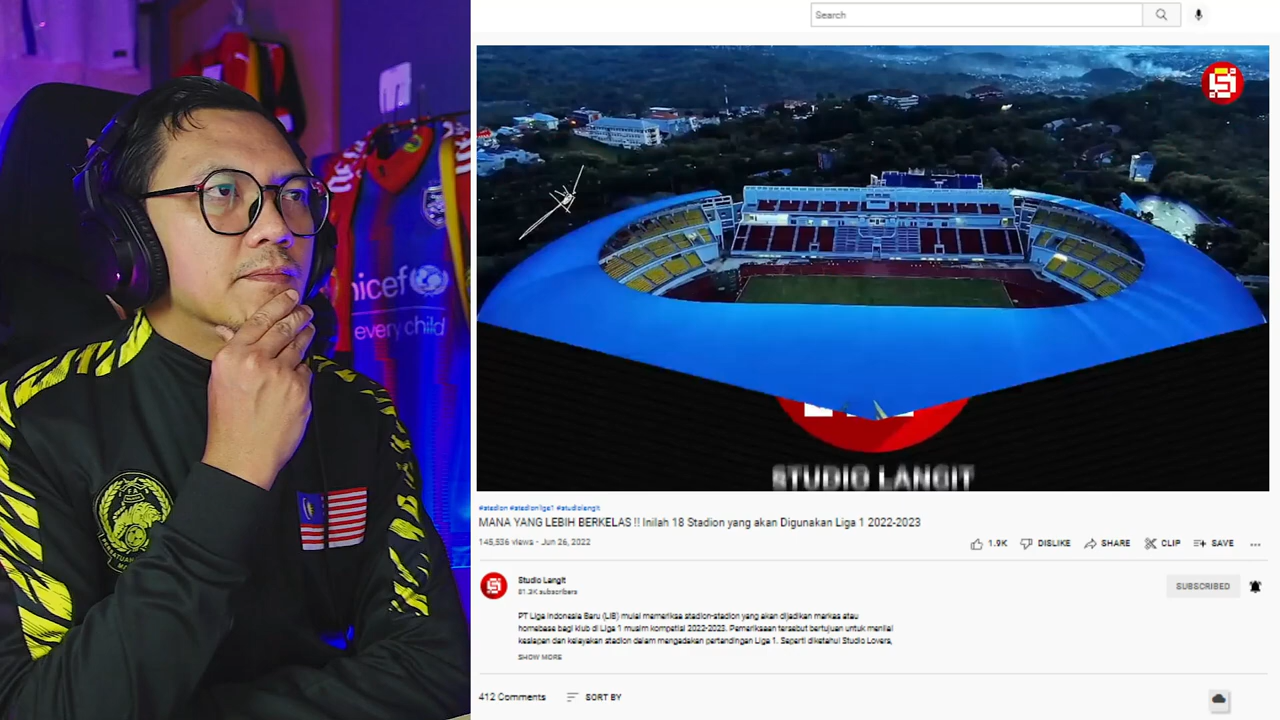 Search
STUDIO LANGIT
#stadion #stadionliga1 #studiolangit
MANA YANG LEBIH BERKELAS !! Inilah 18 Stadion yang akan Digunakan Liga 1 2022-2023
145,536 views • Jun 26, 2022
1.9K
DISLIKE
SHARE
CLIP
SAVE
Studio Langit
81.3K subscribers
SUBSCRIBED
PT Liga Indonesia Baru (LIB) mulai memeriksa stadion-stadion yang akan dijadikan markas atau
homebase bagi klub di Liga 1 musim kompetisi 2022-2023. Pemeriksaan tersebut bertujuan untuk menilai
kesiapan dan kelayakan stadion dalam mengadakan pertandingan Liga 1. Seperti diketahui Studio Lovers,
SHOW MORE
412 Comments
SORT BY
nicef
every child